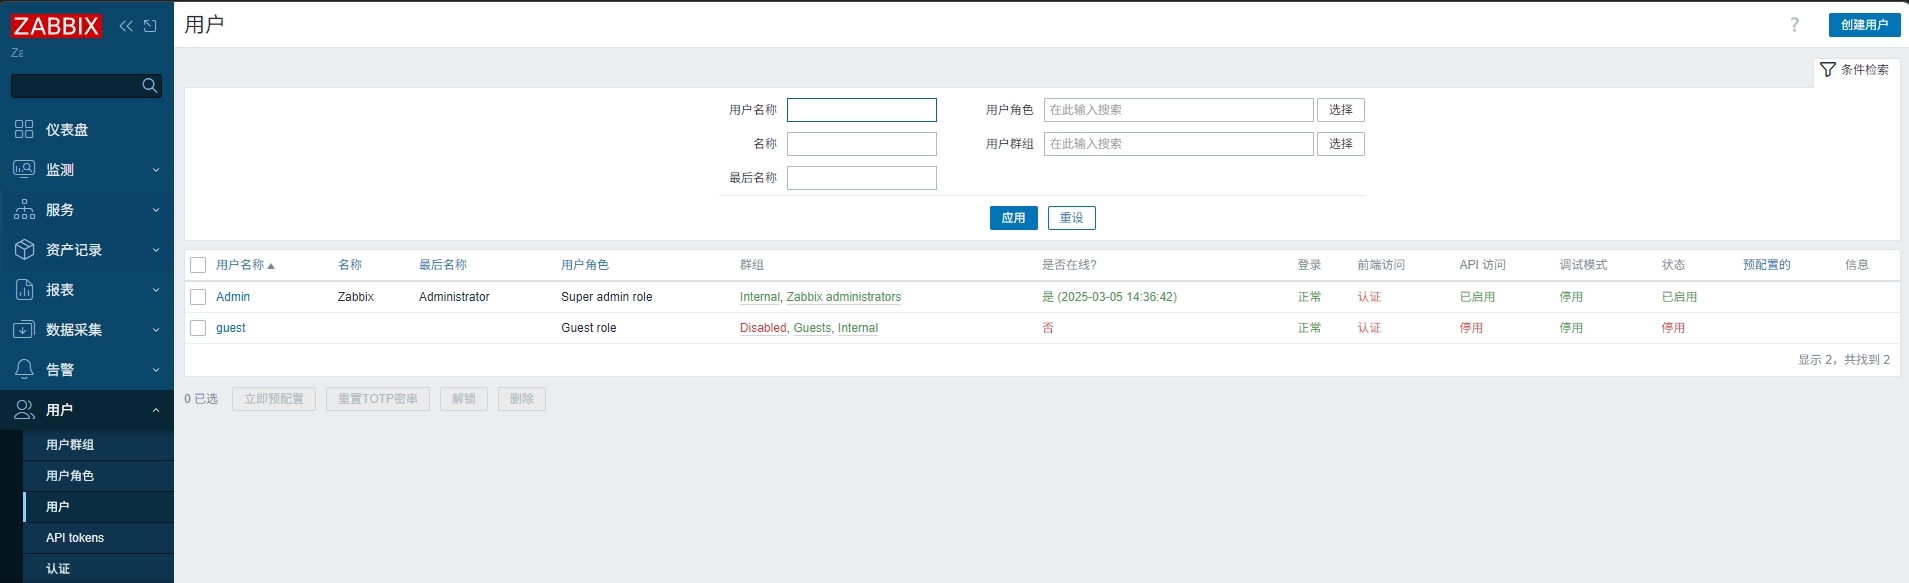 ZABBIX
用户
?
创建用户
Za
条件检索
用户名称
用户角色 在此输入搜索 选择
名称
用户群组 在此输入搜索 选择
最后名称
应用 重设
仪表盘
监测
服务
资产记录
报表
数据采集
告警
用户
用户群组
用户角色
用户
API tokens
认证
用户名称 名称 最后名称 用户角色 群组 是否在线? 登录 前端访问 API 访问 调试模式 状态 预配置的 信息
Admin Zabbix Administrator Super admin role Internal, Zabbix administrators 是 (2025-03-05 14:36:42) 正常 认证 已启用 停用 已启用
guest Guest role Disabled, Guests, Internal 否 正常 认证 停用 停用 停用
显示 2，共找到 2
0 已选 立即预配置 重置TOTP密串 解锁 删除